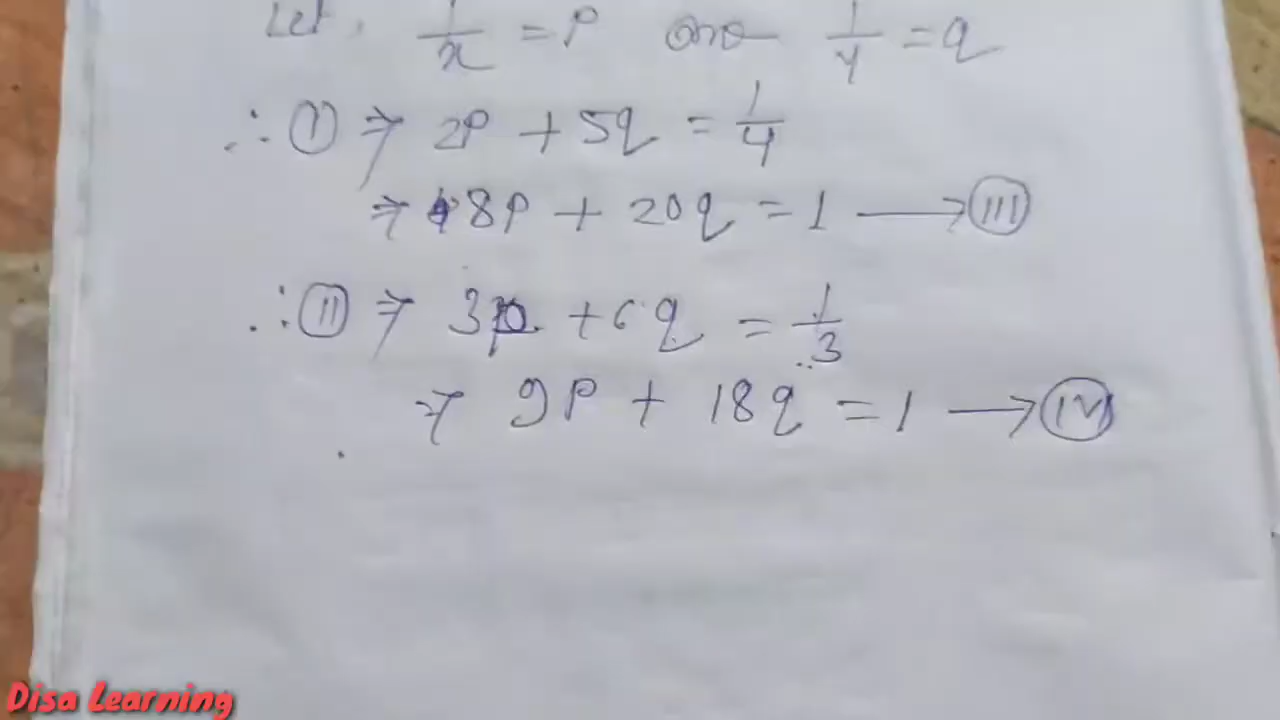 Let, 1/x = P and 1/y = q
∴ (I) ⇒ 2P + 5q = 1/4
⇒ 8P + 20q = 1 → (III)
∴ (II) ⇒ 3p + 6q = 1/3
⇒ 9P + 18q = 1 → (IV)
Disa Learning